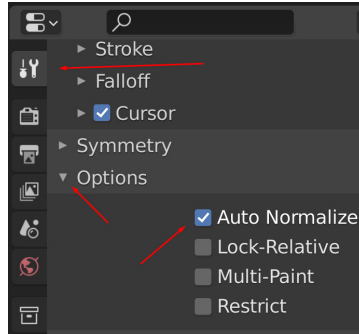 Stroke
Falloff
Cursor
Symmetry
Options
Auto Normalize
Lock-Relative
Multi-Paint
Restrict